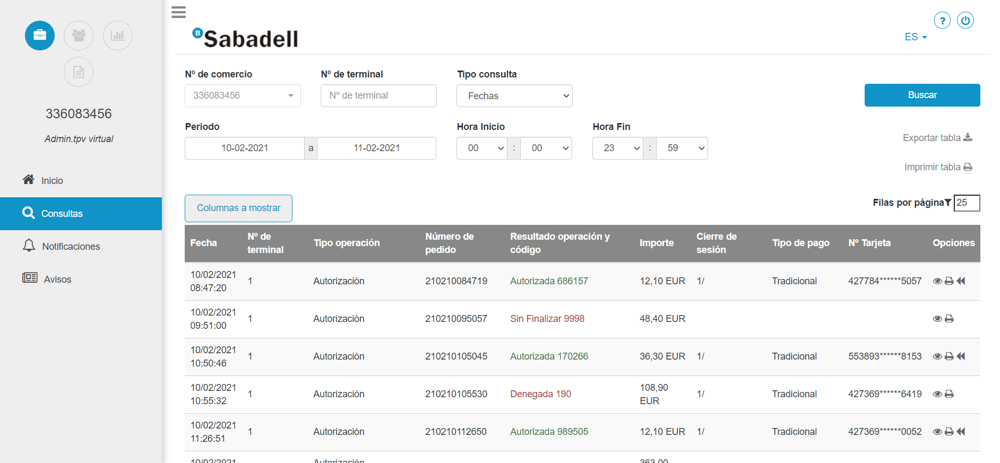 336083456
Admin.tpv virtual
Inicio
Consultas
Notificaciones
Avisos
B Sabadell
?
ES
Nº de comercio
Nº de terminal
Tipo consulta
336083456
Nº de terminal
Fechas
Buscar
Periodo
Hora Inicio
Hora Fin
10-02-2021 a 11-02-2021
00 : 00
23 : 59
Exportar tabla
Imprimir tabla
Columnas a mostrar
Filas por página 25
Fecha Nº de terminal Tipo operación Número de pedido Resultado operación y código Importe Cierre de sesión Tipo de pago Nº Tarjeta Opciones
10/02/2021 08:47:20 1 Autorización 210210084719 Autorizada 686157 12,10 EUR 1/ Tradicional 427784******5057
10/02/2021 09:51:00 1 Autorización 210210095057 Sin Finalizar 9998 48,40 EUR
10/02/2021 10:50:46 1 Autorización 210210105045 Autorizada 170266 36,30 EUR 1/ Tradicional 553893******8153
10/02/2021 10:55:32 1 Autorización 210210105530 Denegada 190 108,90 EUR 1/ Tradicional 427369******6419
10/02/2021 11:26:51 1 Autorización 210210112650 Autorizada 989505 12,10 EUR 1/ Tradicional 427369******0052
10/02/2021 Autorización 363,00